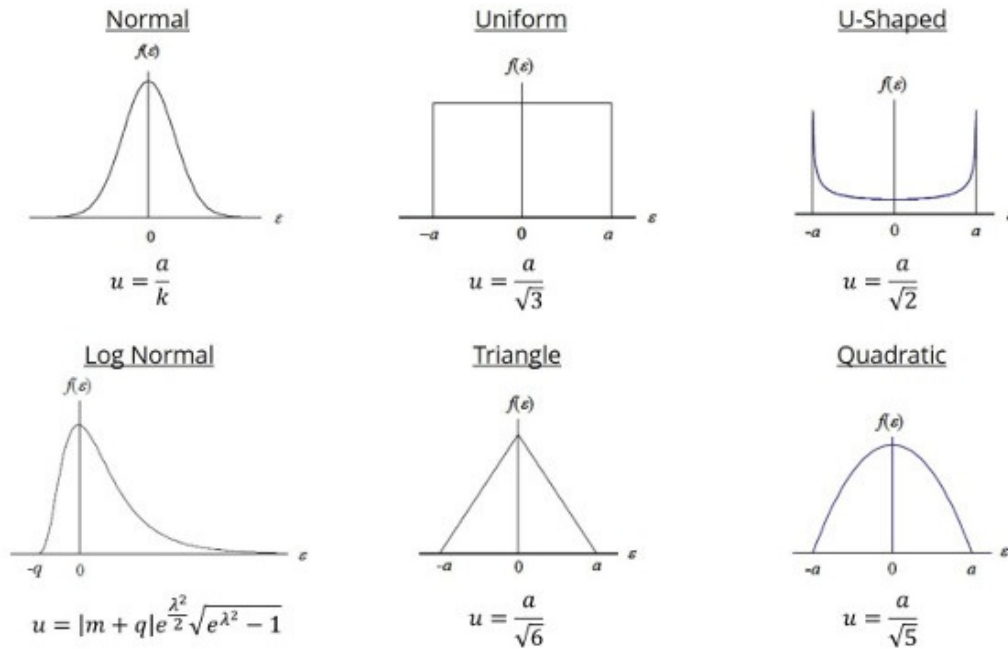 Normal
Uniform
U-Shaped
f(ε)
f(ε)
f(ε)
ε
ε
0
−a
0
a
-a
0
a
u = a/k
u = a/√3
u = a/√2
Log Normal
Triangle
Quadratic
f(ε)
f(ε)
f(ε)
ε
ε
ε
-q
0
-a
0
a
-a
0
a
u = |m + q|e^(λ²/2)√(e^(λ²) − 1)
u = a/√6
u = a/√5